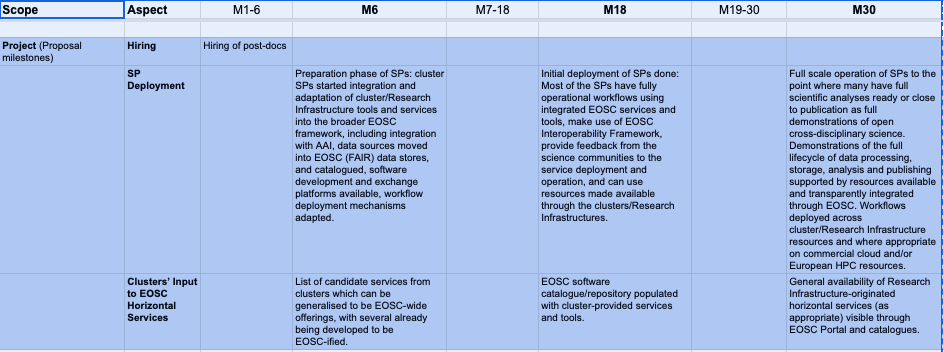 Scope Aspect M1-6 M6 M7-18 M18 M19-30 M30
Project (Proposal
milestones)
Hiring
Hiring of post-docs
SP
Deployment
Preparation phase of SPs: cluster
SPs started integration and
adaptation of cluster/Research
Infrastructure tools and services
into the broader EOSC
framework, including integration
with AAI, data sources moved
into EOSC (FAIR) data stores,
and catalogued, software
development and exchange
platforms available, workflow
deployment mechanisms
adapted.
Initial deployment of SPs done:
Most of the SPs have fully
operational workflows using
integrated EOSC services and
tools, make use of EOSC
Interoperability Framework,
provide feedback from the
science communities to the
service deployment and
operation, and can use
resources made available
through the clusters/Research
Infrastructures.
Full scale operation of SPs to the
point where many have full
scientific analyses ready or close
to publication as full
demonstrations of open
cross-disciplinary science.
Demonstrations of the full
lifecycle of data processing,
storage, analysis and publishing
supported by resources available
and transparently integrated
through EOSC. Workflows
deployed across
cluster/Research Infrastructure
resources and where appropriate
on commercial cloud and/or
European HPC resources.
Clusters' Input
to EOSC
Horizontal
Services
List of candidate services from
clusters which can be
generalised to be EOSC-wide
offerings, with several already
being developed to be
EOSC-ified.
EOSC software
catalogue/repository populated
with cluster-provided services
and tools.
General availability of Research
Infrastructure-originated
horizontal services (as
appropriate) visible through
EOSC Portal and catalogues.